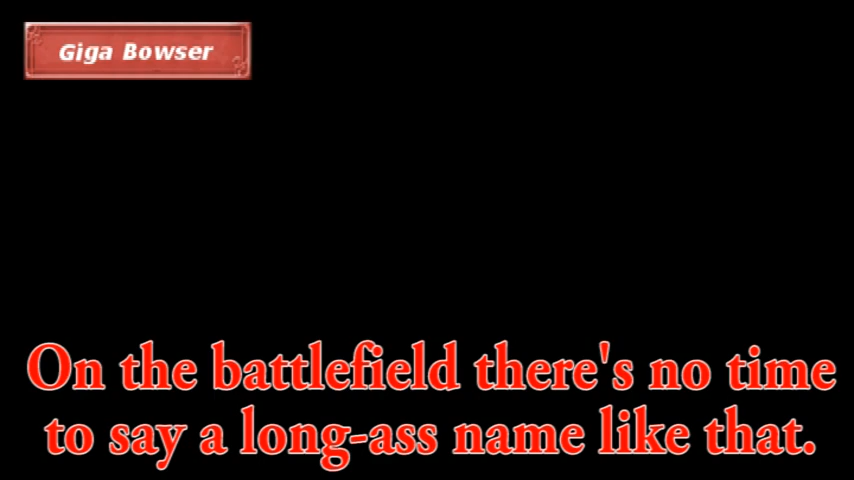 Giga Bowser
On the battlefield there's no time
to say a long-ass name like that.